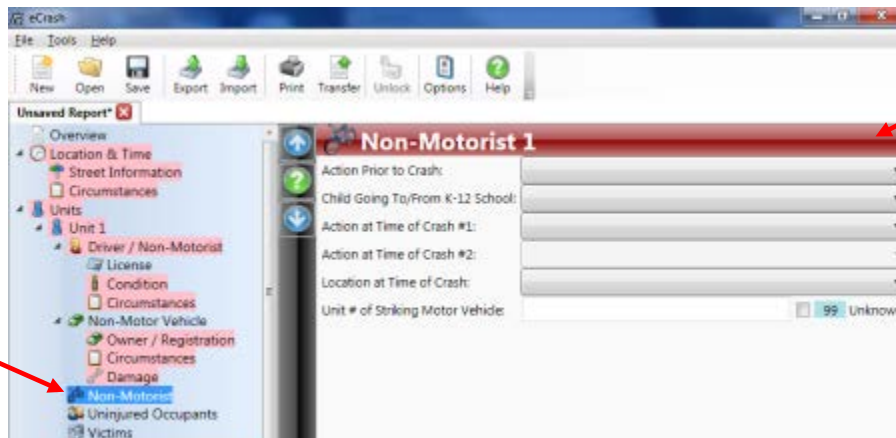 eCrash
File Tools Help
New Open Save Export Import Print Transfer Unlock Options Help
Unsaved Report*
Overview
Location & Time
Street Information
Circumstances
Units
Unit 1
Driver / Non-Motorist
License
Condition
Circumstances
Non-Motor Vehicle
Owner / Registration
Circumstances
Damage
Non-Motorist
Uninjured Occupants
Victims
Non-Motorist 1
Action Prior to Crash:
Child Going To/From K-12 School:
Action at Time of Crash #1:
Action at Time of Crash #2:
Location at Time of Crash:
Unit # of Striking Motor Vehicle: 99 Unknow